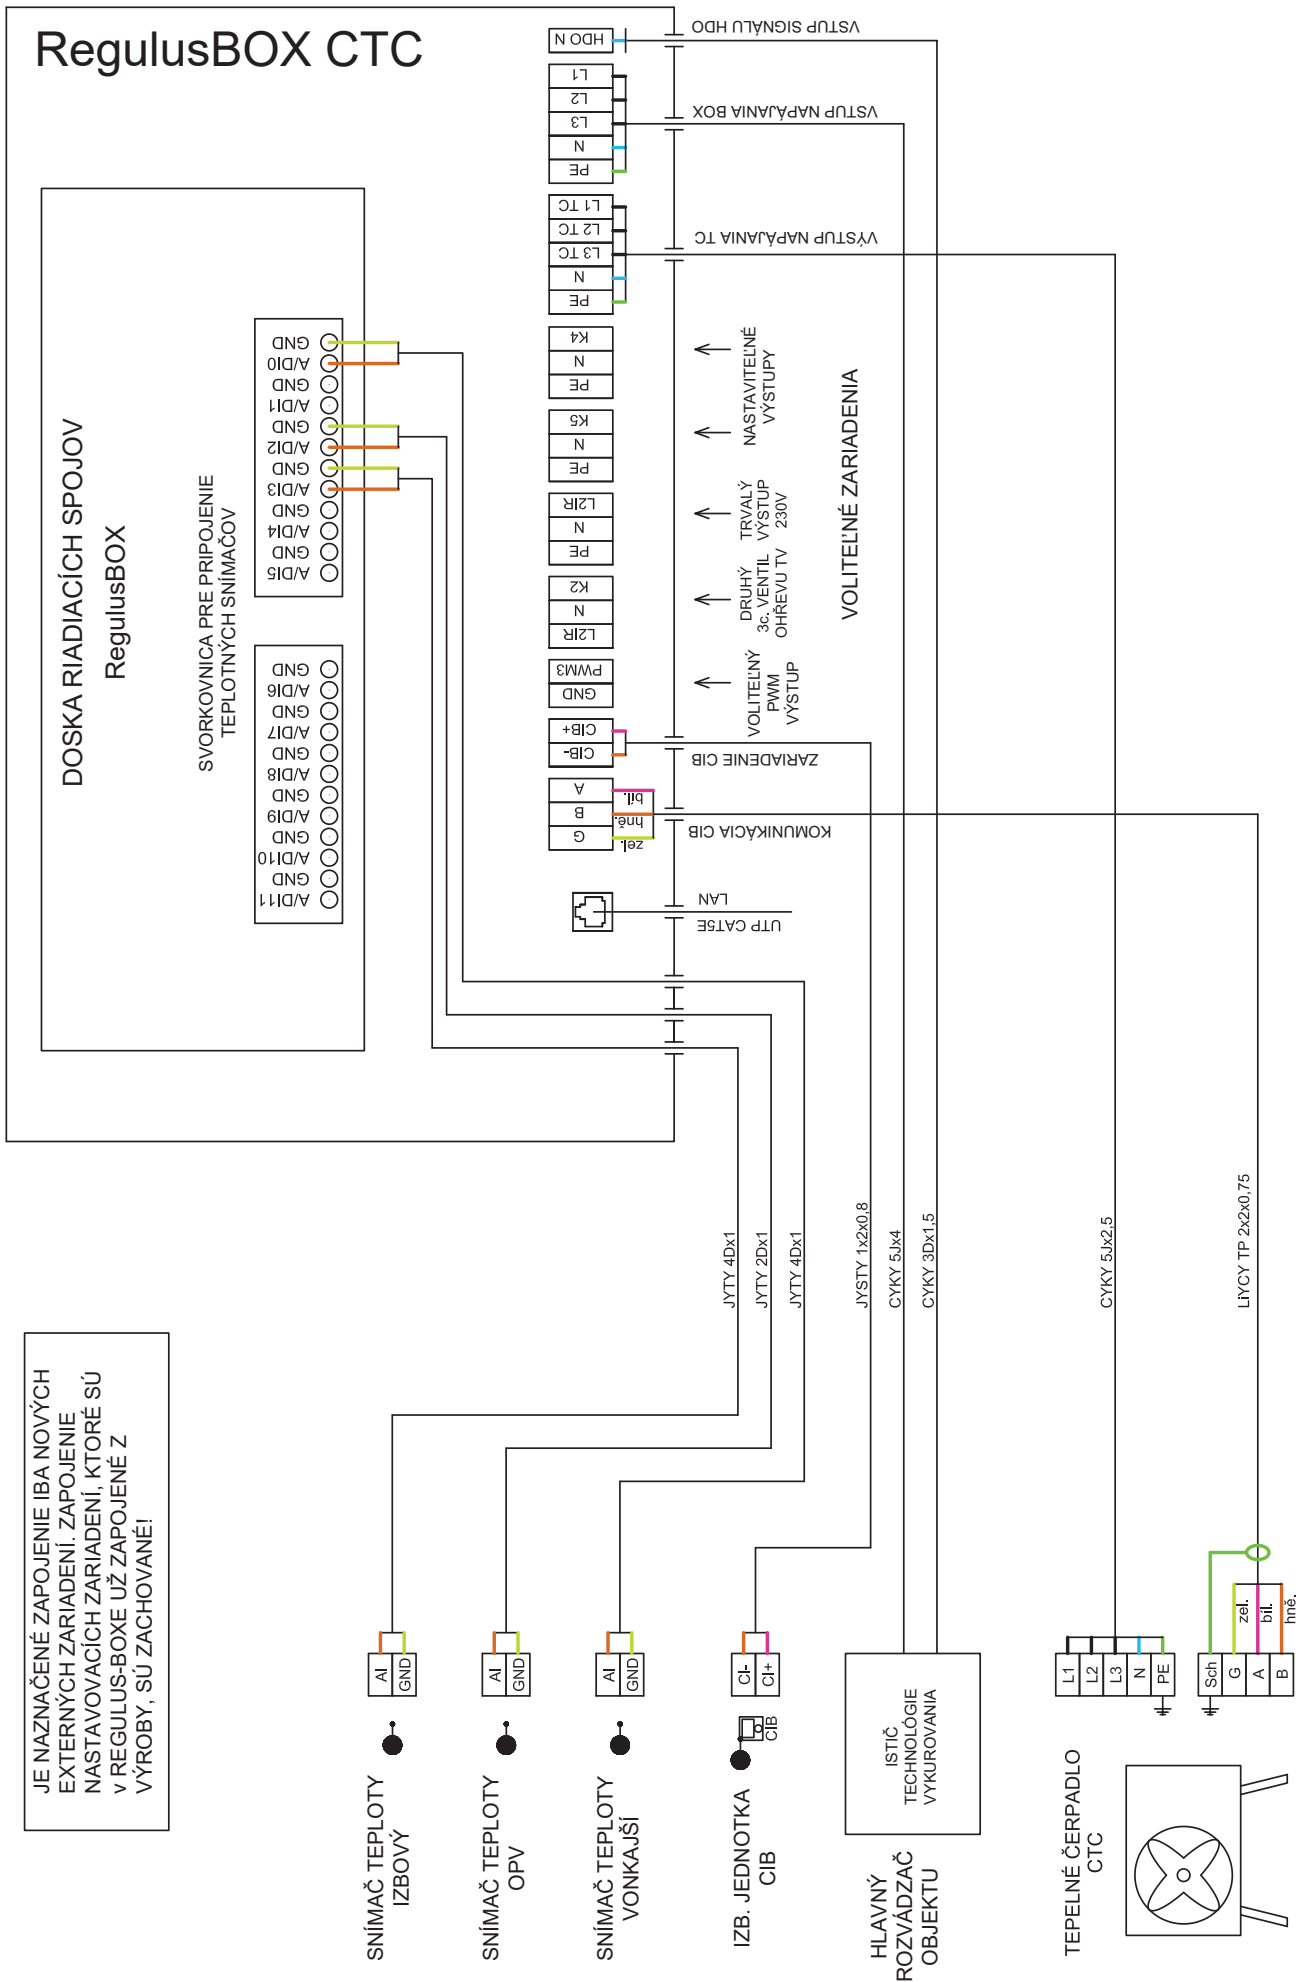 RegulusBOX CTC
DOSKA RIADIACÍCH SPOJOV
RegulusBOX
SVORKOVNICA PRE PRIPOJENIE
TEPLOTNÝCH SNÍMAČOV
GND
A/DI0
GND
A/DI1
GND
A/DI2
GND
A/DI3
GND
A/DI4
GND
A/DI5
GND
A/DI6
GND
A/DI7
GND
A/DI8
GND
A/DI9
GND
A/DI10
GND
A/DI11
HDO N
L1
L2
L3
N
PE
L1 TC
L2 TC
L3 TC
N
PE
K4
N
PE
K5
N
PE
L2IR
N
PE
K2
N
L2IR
PWM3
GND
CIB+
CIB-
A
B
G
bíl.
hně.
zel.
VSTUP SIGNÁLU HDO
VSTUP NAPÁJANIA BOX
VÝSTUP NAPÁJANIA TC
NASTAVITEĽNÉ
VÝSTUPY
TRVALÝ
VÝSTUP
230V
DRUHÝ
3c. VENTIL
OHŘEVU TV
VOLITEĽNÝ
PWM
VÝSTUP
VOLITEĽNÉ ZARIADENIA
ZARIADENIE CIB
KOMUNIKÁCIA CIB
LAN
UTP CAT5E
JYTY 4Dx1
JYTY 2Dx1
JYTY 4Dx1
JYSTY 1x2x0,8
CYKY 5Jx4
CYKY 3Dx1,5
CYKY 5Jx2,5
LiYCY TP 2x2x0,75
JE NAZNAČENÉ ZAPOJENIE IBA NOVÝCH
EXTERNÝCH ZARIADENÍ. ZAPOJENIE
NASTAVOVACÍCH ZARIADENÍ, KTORÉ SÚ
v REGULUS-BOXE UŽ ZAPOJENÉ Z
VÝROBY, SÚ ZACHOVANÉ!
AI
GND
SNÍMAČ TEPLOTY
IZBOVÝ
AI
GND
SNÍMAČ TEPLOTY
OPV
AI
GND
SNÍMAČ TEPLOTY
VONKAJŠÍ
CI-
CI+
CIB
IZB. JEDNOTKA
CIB
ISTIČ
TECHNOLÓGIE
VYKUROVANIA
HLAVNÝ
ROZVÁDZAČ
OBJEKTU
L1
L2
L3
N
PE
Sch
G
A
B
zel.
bíl.
hně.
TEPELNÉ ČERPADLO
CTC